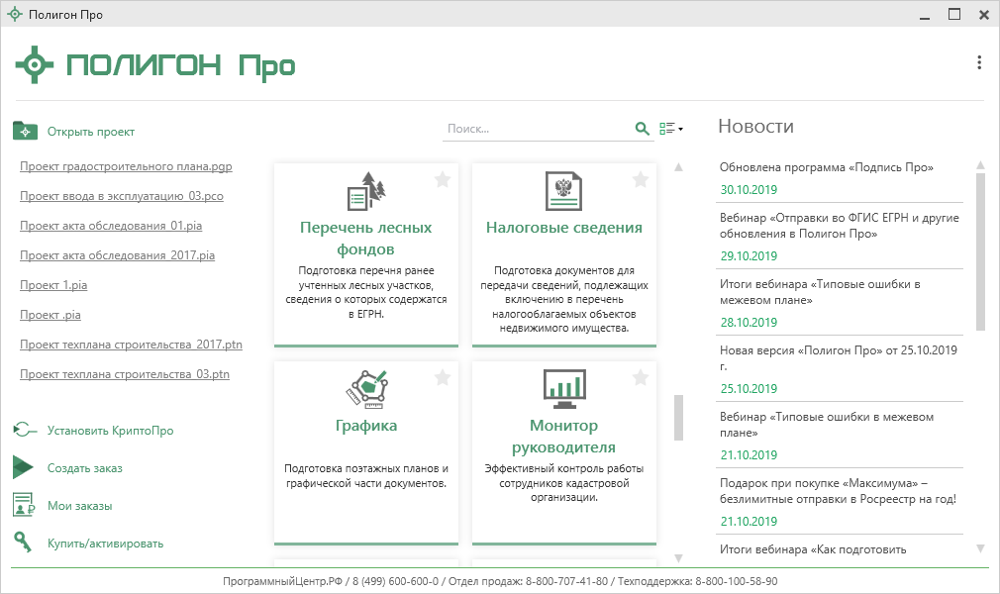 Полигон Про
ПОЛИГОН Про
Открыть проект
Проект градостроительного плана.pgp
Проект ввода в эксплуатацию_03.pco
Проект акта обследования_01.pia
Проект акта обследования_2017.pia
Проект 1.pia
Проект .pia
Проект техплана строительства_2017.ptn
Проект техплана строительства_03.ptn
Установить КриптоПро
Создать заказ
Мои заказы
Купить/активировать
Поиск...
Перечень лесных
фондов
Подготовка перечня ранее
учтенных лесных участков,
сведения о которых содержатся
в ЕГРН.
Налоговые сведения
Подготовка документов для
передачи сведений, подлежащих
включению в перечень
налогооблагаемых объектов
недвижимого имущества.
Графика
Подготовка поэтажных планов и
графической части документов.
Монитор
руководителя
Эффективный контроль работы
сотрудников кадастровой
организации.
Новости
Обновлена программа «Подпись Про»
30.10.2019
Вебинар «Отправки во ФГИС ЕГРН и другие
обновления в Полигон Про»
29.10.2019
Итоги вебинара «Типовые ошибки в
межевом плане»
28.10.2019
Новая версия «Полигон Про» от 25.10.2019
г.
25.10.2019
Вебинар «Типовые ошибки в межевом
плане»
21.10.2019
Подарок при покупке «Максимума» –
безлимитные отправки в Росреестр на год!
21.10.2019
Итоги вебинара «Как подготовить
ПрограммныйЦентр.РФ / 8 (499) 600-600-0 / Отдел продаж: 8-800-707-41-80 / Техподдержка: 8-800-100-58-90